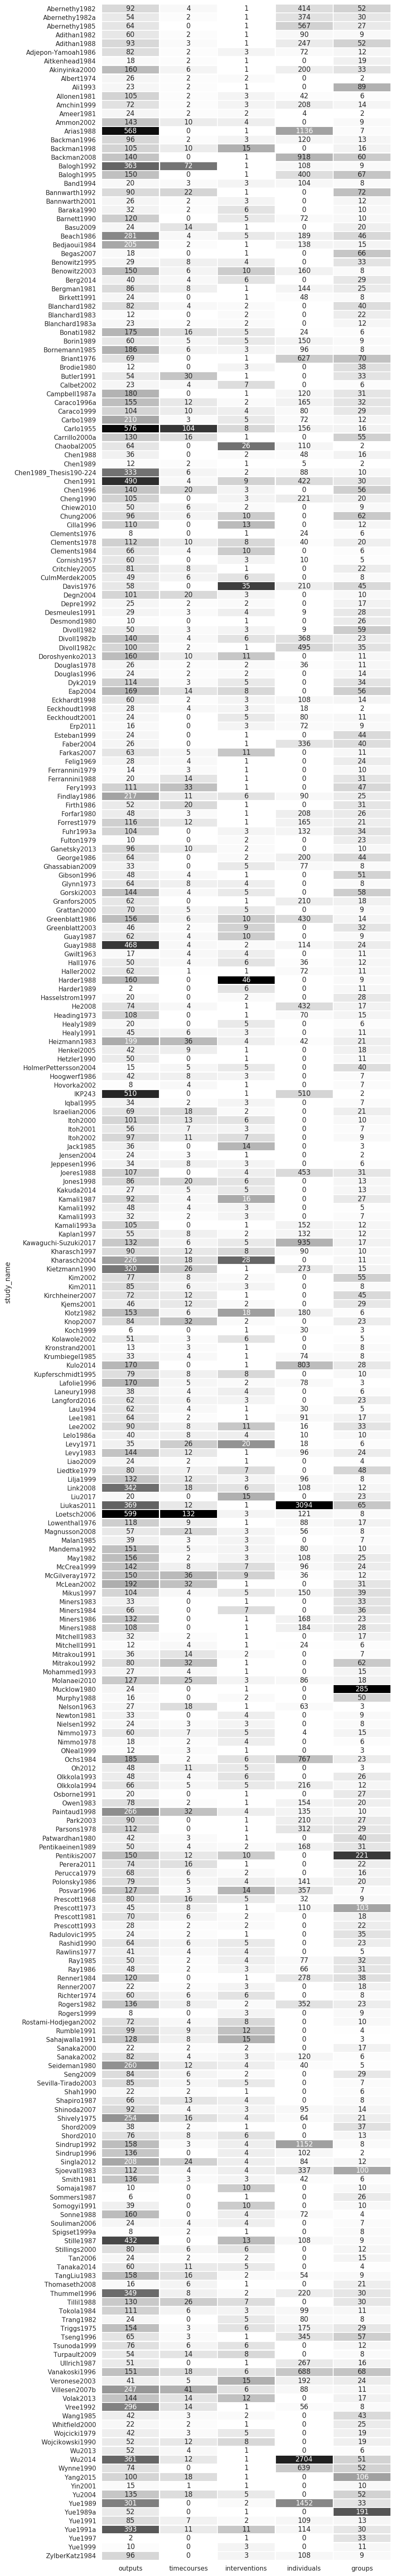 Abernethy1982 92 4 1 414 52
Abernethy1982a 54 2 1 374 30
Abernethy1985 64 0 1 567 27
Adithan1982 60 2 1 90 9
Adithan1988 93 3 1 247 52
Adjepon-Yamoah1986 82 2 3 72 12
Aitkenhead1984 18 2 1 0 19
Akinyinka2000 160 6 1 200 33
Albert1974 26 2 2 0 2
Ali1993 23 2 1 0 89
Allonen1981 105 2 3 42 6
Amchin1999 72 2 3 208 14
Ameer1981 24 2 2 4 2
Ammon2002 143 10 4 0 9
Arias1988 568 0 1 1136 7
Backman1996 96 2 3 120 13
Backman1998 105 10 15 0 16
Backman2008 140 0 1 918 60
Balogh1992 363 72 1 108 9
Balogh1995 150 0 1 400 67
Band1994 20 3 3 104 8
Bannwarth1992 90 22 1 0 72
Bannwarth2001 26 2 3 0 12
Baraka1990 32 2 6 0 10
Barnett1990 120 0 5 72 10
Basu2009 24 14 1 0 20
Beach1986 281 4 5 189 46
Bedjaoui1984 205 2 1 138 15
Begas2007 18 0 1 0 66
Benowitz1995 29 8 4 0 33
Benowitz2003 150 6 10 160 8
Berg2014 40 4 6 0 29
Bergman1981 86 8 1 144 25
Birkett1991 24 0 1 48 8
Blanchard1982 82 4 2 0 40
Blanchard1983 12 0 2 0 22
Blanchard1983a 23 2 2 0 12
Bonati1982 175 16 5 24 6
Borin1989 60 5 5 150 9
Bornemann1985 186 6 3 96 8
Briant1976 69 0 1 627 70
Brodie1980 12 0 3 0 38
Butler1991 54 30 1 0 33
Calbet2002 23 4 7 0 6
Campbell1987a 180 0 1 120 31
Caraco1996a 155 12 2 165 32
Caraco1999 104 10 4 80 29
Carbo1989 210 3 5 72 12
Carlo1955 576 104 8 156 16
Carrillo2000a 130 16 1 0 55
Chaobal2005 64 0 26 110 2
Chen1988 36 0 2 48 16
Chen1989 12 2 1 5 2
Chen1989_Thesis190-224 333 6 2 88 10
Chen1991 490 4 9 422 30
Chen1996 140 20 3 0 56
Cheng1990 105 0 3 221 20
Chiew2010 50 6 2 0 9
Chung2006 96 6 10 0 62
Cilla1996 110 0 13 0 12
Clements1976 8 0 1 24 6
Clements1978 112 10 8 40 20
Clements1984 66 4 10 0 6
Cornish1957 60 0 3 10 5
Critchley2005 81 8 1 0 22
CulmMerdek2005 49 6 6 0 8
Davis1976 58 0 35 210 45
Degn2004 101 20 3 0 10
Depre1992 25 2 2 0 17
Desmeules1991 29 3 4 9 28
Desmond1980 10 0 1 0 26
Divoll1982 50 3 3 9 59
Divoll1982b 140 4 6 368 23
Divoll1982c 100 2 1 495 35
Doroshyenko2013 160 10 11 0 11
Douglas1978 26 2 2 36 11
Douglas1996 24 2 2 0 14
Dyk2019 114 3 5 0 34
Eap2004 169 14 8 0 56
Eckhardt1998 60 2 3 108 14
Eeckhoudt1998 28 4 3 18 2
Eeckhoudt2001 24 0 5 80 11
Erp2011 16 0 3 72 9
Esteban1999 24 0 1 0 44
Faber2004 26 0 1 336 40
Farkas2007 63 5 11 0 11
Felig1969 28 4 1 0 24
Ferrannini1979 14 3 1 0 10
Ferrannini1988 20 14 1 0 31
Fery1993 111 33 1 0 47
Findlay1986 217 11 6 90 25
Firth1986 52 20 1 0 31
Forfar1980 48 3 1 208 26
Forrest1979 116 12 1 165 21
Fuhr1993a 104 0 3 132 34
Fulton1979 10 0 2 0 23
Ganetsky2013 96 10 2 0 10
George1986 64 0 2 200 44
Ghassabian2009 33 0 5 77 8
Gibson1996 48 4 1 0 51
Glynn1973 64 8 4 0 8
Gorski2003 144 4 5 0 58
Granfors2005 62 0 1 210 18
Grattan2000 70 5 5 0 9
Greenblatt1986 156 6 10 430 14
Greenblatt2003 46 2 9 0 32
Guay1987 62 4 10 0 9
Guay1988 468 4 2 114 24
Gwilt1963 17 4 4 0 11
Hall1976 50 4 6 36 12
Haller2002 62 1 1 72 11
Harder1988 160 0 46 0 9
Harder1989 2 0 6 0 11
Hasselstrom1997 20 0 2 0 28
He2008 74 4 1 432 17
Heading1973 108 0 1 70 15
Healy1989 20 0 5 0 6
Healy1991 45 6 3 0 11
Heizmann1983 199 36 4 42 21
Henkel2005 42 9 1 0 18
Hetzler1990 50 0 1 0 11
HolmerPettersson2004 15 5 5 0 40
Hoogwerf1986 42 8 3 0 7
Hovorka2002 8 4 1 0 7
IKP243 510 0 1 510 2
Iqbal1995 34 2 3 0 7
Israelian2006 69 18 2 0 21
Itoh2000 101 13 6 0 10
Itoh2001 56 7 3 0 7
Itoh2002 97 11 7 0 9
Jack1985 36 0 14 0 3
Jensen2004 24 3 1 0 2
Jeppesen1996 34 8 3 0 6
Joeres1988 107 0 4 453 31
Jones1998 86 20 6 0 13
Kakuda2014 27 5 5 0 13
Kamali1987 92 4 16 0 27
Kamali1992 48 4 3 0 5
Kamali1993 32 2 3 0 7
Kamali1993a 105 0 1 152 12
Kaplan1997 55 8 2 132 12
Kawaguchi-Suzuki2017 132 6 5 935 17
Kharasch1997 90 12 8 90 10
Kharasch2004 226 18 28 0 11
Kietzmann1990 320 26 1 273 15
Kim2002 77 8 2 0 55
Kim2011 85 6 3 0 8
Kirchheiner2007 72 12 1 0 45
Kjems2001 46 12 2 0 29
Klotz1982 153 6 18 180 6
Knop2007 84 32 2 0 23
Koch1999 6 0 1 30 3
Kolawole2002 51 3 6 0 5
Kronstrand2001 13 3 1 0 8
Krumbiegel1985 33 4 1 74 8
Kulo2014 170 0 1 803 28
Kupferschmidt1995 79 8 8 0 10
Lafolie1996 170 5 2 78 3
Laneury1998 38 4 4 0 6
Langford2016 62 6 3 0 23
Lau1994 62 4 1 30 5
Lee1981 64 2 1 91 17
Lee2002 90 8 11 16 33
Lelo1986a 40 8 4 10 10
Levy1971 35 26 20 18 6
Levy1983 144 12 1 96 24
Liao2009 24 2 1 0 4
Liedtke1979 80 7 7 0 48
Lilja1999 132 12 3 96 8
Link2008 342 18 6 108 12
Liu2017 20 0 15 0 23
Liukas2011 369 12 1 3094 65
Loetsch2006 599 132 3 121 8
Lowenthal1976 118 9 1 88 17
Magnusson2008 57 21 3 56 8
Malan1985 39 3 3 0 7
Mandema1992 151 5 3 80 10
May1982 156 2 3 108 25
McCrea1999 142 8 7 96 24
McGilveray1972 150 36 9 36 12
McLean2002 192 32 1 0 31
Mikus1997 104 4 5 150 39
Miners1983 33 0 1 0 33
Miners1984 66 0 7 0 36
Miners1986 132 0 1 168 23
Miners1988 108 0 1 184 28
Mitchell1983 32 2 1 0 17
Mitchell1991 12 4 1 24 6
Mitrakou1991 36 14 2 0 7
Mitrakou1992 80 32 1 0 62
Mohammed1993 27 4 1 0 15
Molanaei2010 127 25 3 86 18
Mucklow1980 24 0 1 0 285
Murphy1988 16 0 2 0 50
Nelson1963 27 18 1 63 3
Newton1981 33 0 4 0 9
Nielsen1992 24 3 3 0 8
Nimmo1973 60 7 5 4 15
Nimmo1978 18 2 4 0 6
ONeal1999 12 3 1 0 3
Ochs1984 185 2 6 767 23
Oh2012 48 11 5 0 3
Olkkola1993 48 4 6 0 26
Olkkola1994 66 5 5 216 12
Osborne1991 20 0 1 0 27
Owen1983 78 2 1 154 20
Paintaud1998 266 32 4 135 10
Park2003 90 0 1 210 27
Parsons1978 112 0 1 312 29
Patwardhan1980 42 3 1 0 40
Pentikaeinen1989 50 4 2 168 31
Pentikis2007 150 12 10 0 221
Perera2011 74 16 1 0 22
Perucca1979 68 6 2 0 16
Polonsky1986 79 5 4 141 20
Posvar1996 127 3 14 357 7
Prescott1968 80 16 5 32 9
Prescott1973 45 8 1 110 103
Prescott1981 70 6 2 0 18
Prescott1993 28 2 2 0 22
Radulovic1995 24 2 1 0 35
Rashid1990 64 6 5 0 23
Rawlins1977 41 4 4 0 5
Ray1985 50 2 4 77 32
Ray1986 48 2 3 66 31
Renner1984 120 0 1 278 38
Renner2007 22 2 3 0 18
Richter1974 60 6 6 0 8
Rogers1982 136 8 2 352 23
Rogers1999 8 0 3 0 9
Rostami-Hodjegan2002 72 4 8 0 10
Rumble1991 99 9 12 0 4
Sahajwalla1991 128 8 15 0 3
Sanaka2000 22 2 2 0 17
Sanaka2002 82 4 3 120 6
Seideman1980 260 12 4 40 5
Seng2009 84 6 2 0 29
Sevilla-Tirado2003 85 5 5 0 7
Shah1990 22 2 1 0 6
Shapiro1987 66 13 4 0 8
Shinoda2007 92 4 3 95 14
Shively1975 254 16 4 64 21
Shord2009 38 2 1 0 37
Shord2010 76 8 6 0 13
Sindrup1992 158 3 4 1152 8
Sindrup1996 136 0 4 102 2
Singla2012 208 24 4 84 12
Sjoevall1983 112 4 4 337 100
Smith1981 136 3 3 42 6
Somaja1987 10 0 10 0 10
Sommers1987 6 0 1 0 26
Somogyi1991 39 0 10 0 10
Sonne1988 160 0 4 72 4
Souliman2006 24 4 4 0 7
Spigset1999a 8 2 1 0 8
Stille1987 432 0 13 108 9
Stillings2000 80 6 6 0 12
Tan2006 24 2 2 0 15
Tanaka2014 60 11 5 0 4
TangLiu1983 158 16 2 54 9
Thomaseth2008 16 6 1 0 21
Thummel1996 349 8 2 220 30
Tillil1988 130 26 7 0 30
Tokola1984 111 6 3 99 11
Trang1982 24 0 5 80 8
Triggs1975 154 3 6 175 29
Tseng1996 65 3 1 345 57
Tsunoda1999 76 6 6 0 12
Turpault2009 54 14 8 0 8
Ullrich1987 51 0 1 267 16
Vanakoski1996 151 18 6 688 68
Veronese2003 41 5 15 192 24
Villesen2007b 247 41 6 88 11
Volak2013 144 14 12 0 17
Vree1992 296 14 1 56 8
Wang1985 42 3 2 0 43
Whitfield2000 22 2 1 0 25
Wojcicki1979 42 3 5 0 19
Wojcikowski1990 52 12 8 0 19
Wu2013 52 4 1 0 6
Wu2014 361 12 1 2704 51
Wynne1990 74 0 1 639 52
Yang2015 100 18 1 0 106
Yin2001 15 1 1 0 10
Yu2004 135 18 5 0 52
Yue1989 301 0 2 1452 33
Yue1989a 52 0 1 0 191
Yue1991 85 7 2 109 13
Yue1991a 393 11 11 110 30
Yue1997 2 0 1 0 33
Yue1999 10 0 3 0 11
ZylberKatz1984 96 0 3 108 9
outputs timecourses interventions individuals groups
study_name